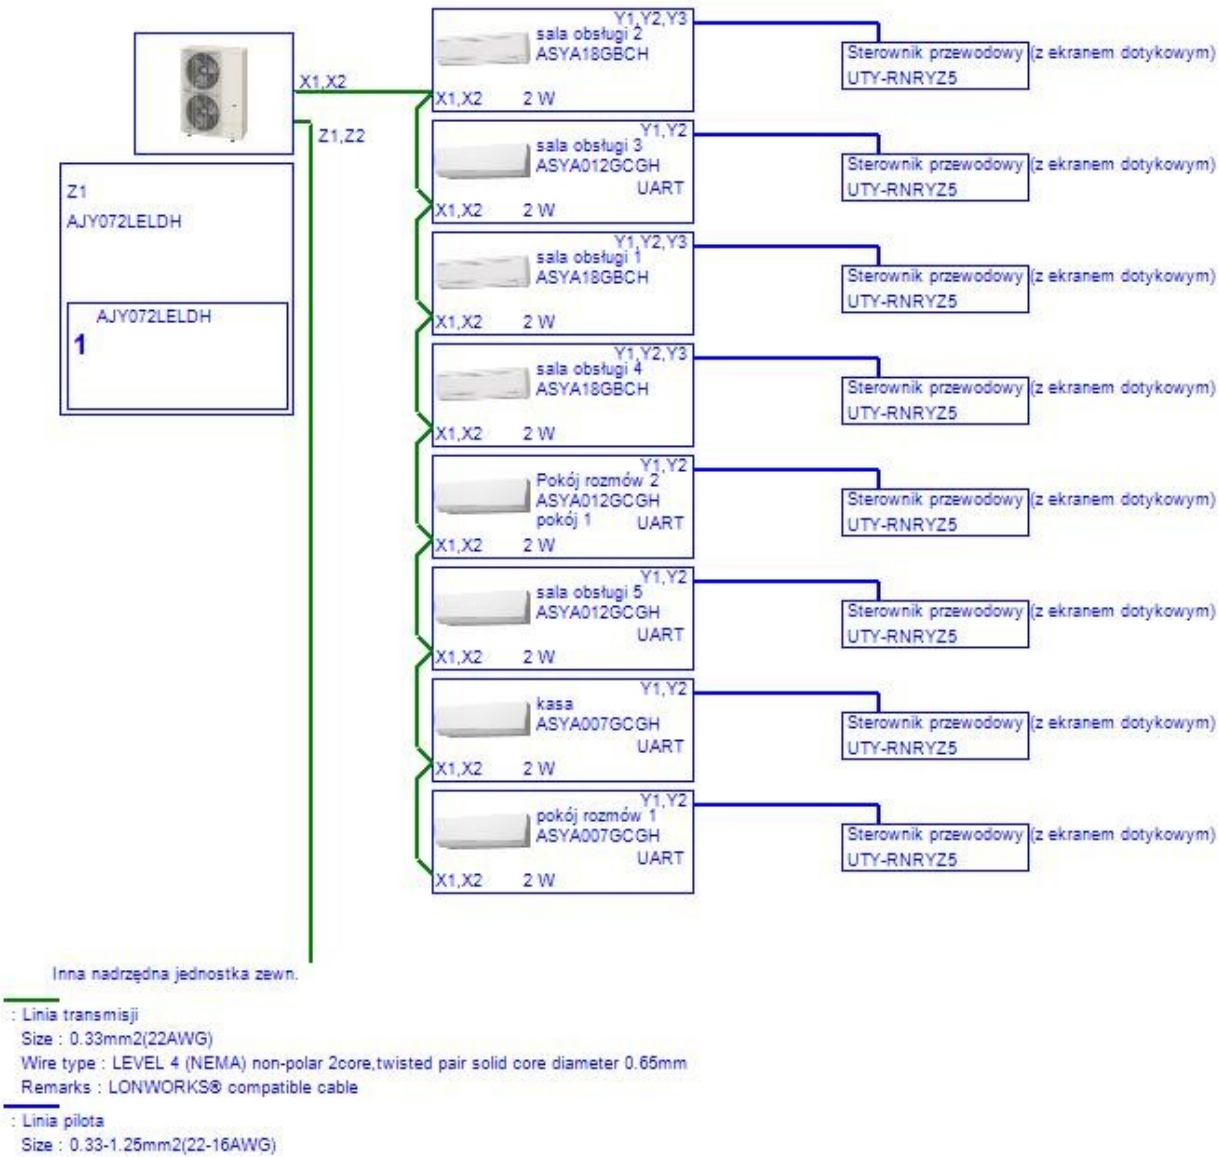 X1,X2
Z1,Z2
Z1
AJY072LELDH
AJY072LELDH
1
Y1,Y2,Y3
sala obsługi 2
ASYA18GBCH
X1,X2 2 W
Sterownik przewodowy (z ekranem dotykowym)
UTY-RNRYZ5
Y1,Y2
sala obsługi 3
ASYA012GCGH
UART
X1,X2 2 W
Sterownik przewodowy (z ekranem dotykowym)
UTY-RNRYZ5
Y1,Y2,Y3
sala obsługi 1
ASYA18GBCH
X1,X2 2 W
Sterownik przewodowy (z ekranem dotykowym)
UTY-RNRYZ5
Y1,Y2,Y3
sala obsługi 4
ASYA18GBCH
X1,X2 2 W
Sterownik przewodowy (z ekranem dotykowym)
UTY-RNRYZ5
Y1,Y2
Pokój rozmów 2
ASYA012GCGH
pokój 1 UART
X1,X2 2 W
Sterownik przewodowy (z ekranem dotykowym)
UTY-RNRYZ5
Y1,Y2
sala obsługi 5
ASYA012GCGH
UART
X1,X2 2 W
Sterownik przewodowy (z ekranem dotykowym)
UTY-RNRYZ5
Y1,Y2
kasa
ASYA007GCGH
UART
X1,X2 2 W
Sterownik przewodowy (z ekranem dotykowym)
UTY-RNRYZ5
Y1,Y2
pokój rozmów 1
ASYA007GCGH
UART
X1,X2 2 W
Sterownik przewodowy (z ekranem dotykowym)
UTY-RNRYZ5
Inna nadrzędna jednostka zewn.
: Linia transmisji
Size : 0.33mm2(22AWG)
Wire type : LEVEL 4 (NEMA) non-polar 2core,twisted pair solid core diameter 0.65mm
Remarks : LONWORKS® compatible cable
: Linia pilota
Size : 0.33-1.25mm2(22-16AWG)